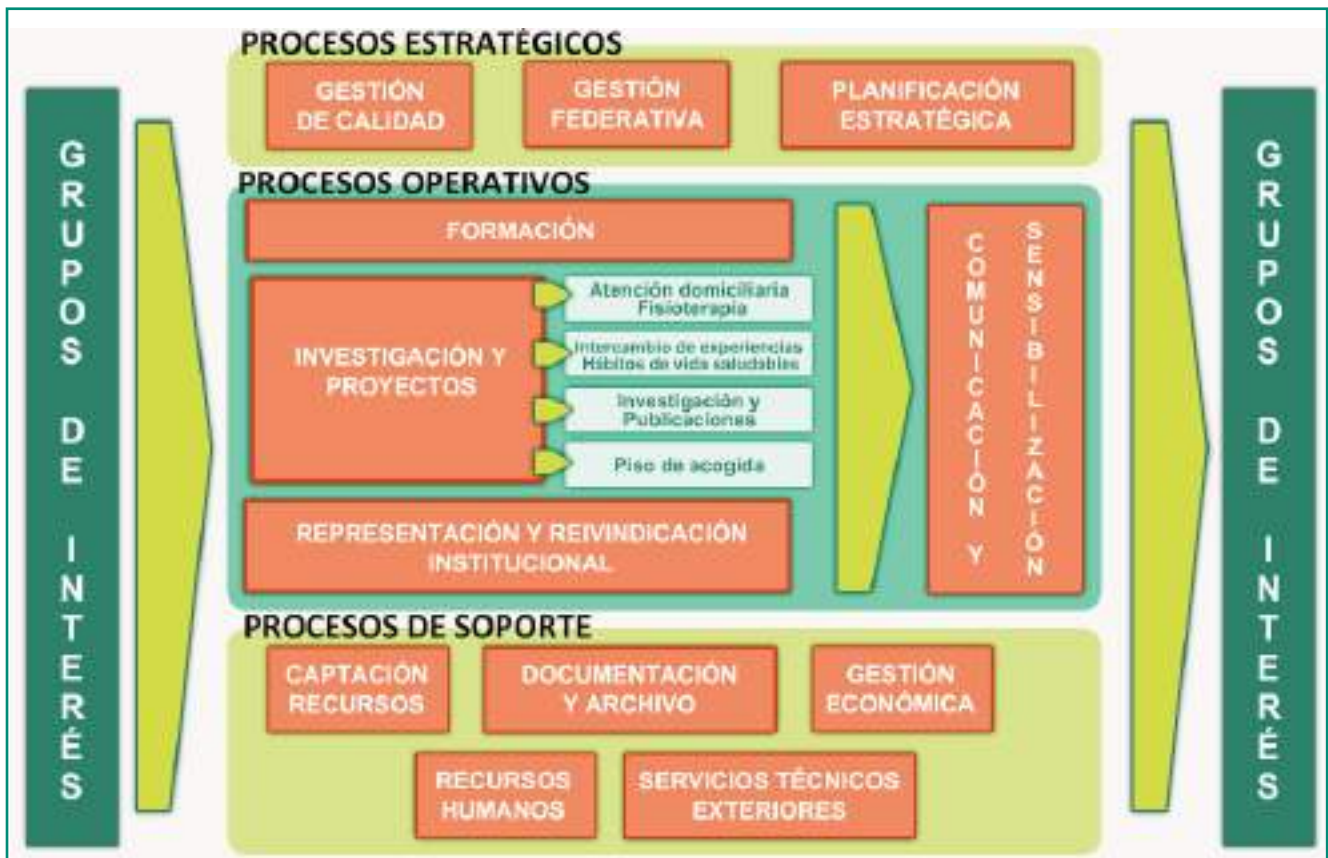 GRUPOS DE INTERÉS
PROCESOS ESTRATÉGICOS
GESTIÓN
DE CALIDAD
GESTIÓN
FEDERATIVA
PLANIFICACIÓN
ESTRATÉGICA
PROCESOS OPERATIVOS
FORMACIÓN
INVESTIGACIÓN Y
PROYECTOS
Atención domiciliaria
Fisioterapia
Intercambio de experiencias
Hábitos de vida saludables
Investigación y
Publicaciones
Piso de acogida
REPRESENTACIÓN Y REIVINDICACIÓN
INSTITUCIONAL
COMUNICACIÓN Y
SENSIBILIZACIÓN
PROCESOS DE SOPORTE
CAPTACIÓN
RECURSOS
DOCUMENTACIÓN
Y ARCHIVO
GESTIÓN
ECONÓMICA
RECURSOS
HUMANOS
SERVICIOS TÉCNICOS
EXTERIORES
GRUPOS DE INTERÉS